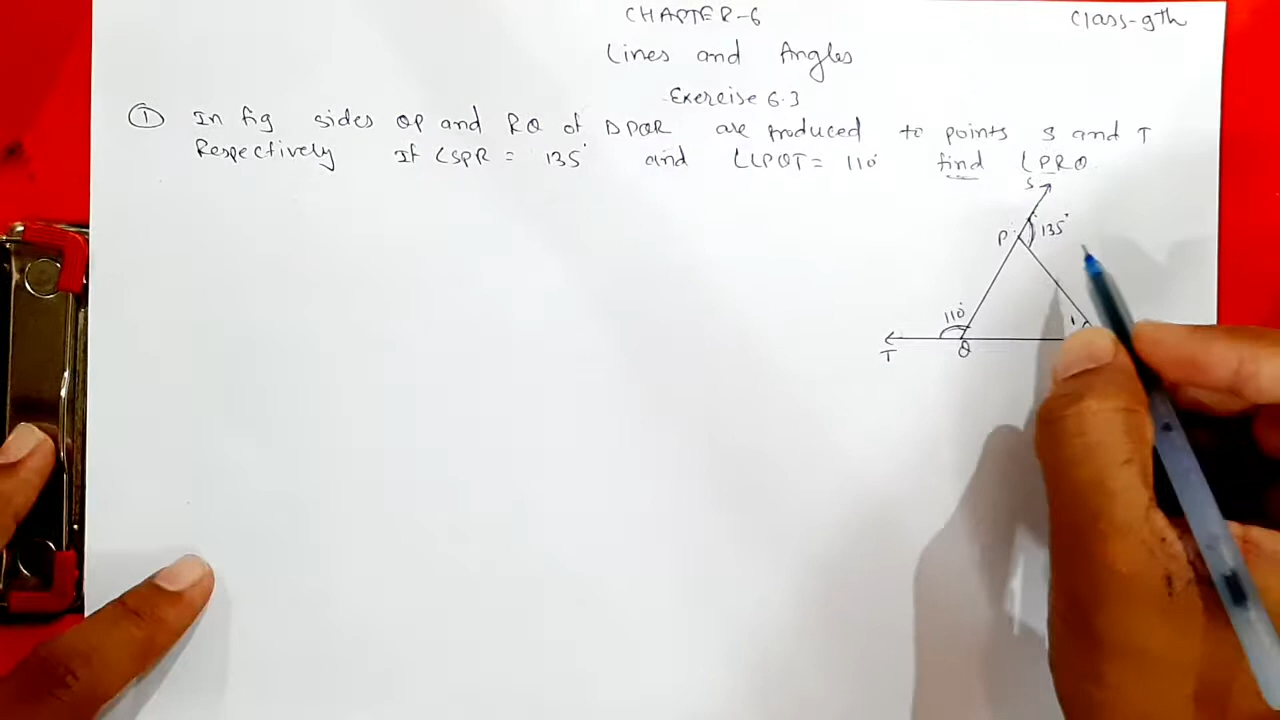 CHAPTER-6
Class-9th
Lines and Angles
Exercise 6.3
① In fig sides QP and RQ of ΔPQR are produced to points S and T
Respectively If ∠SPR = 135° and ∠LPQT = 110° find ∠PRQ
S
P 135°
110°
T Q